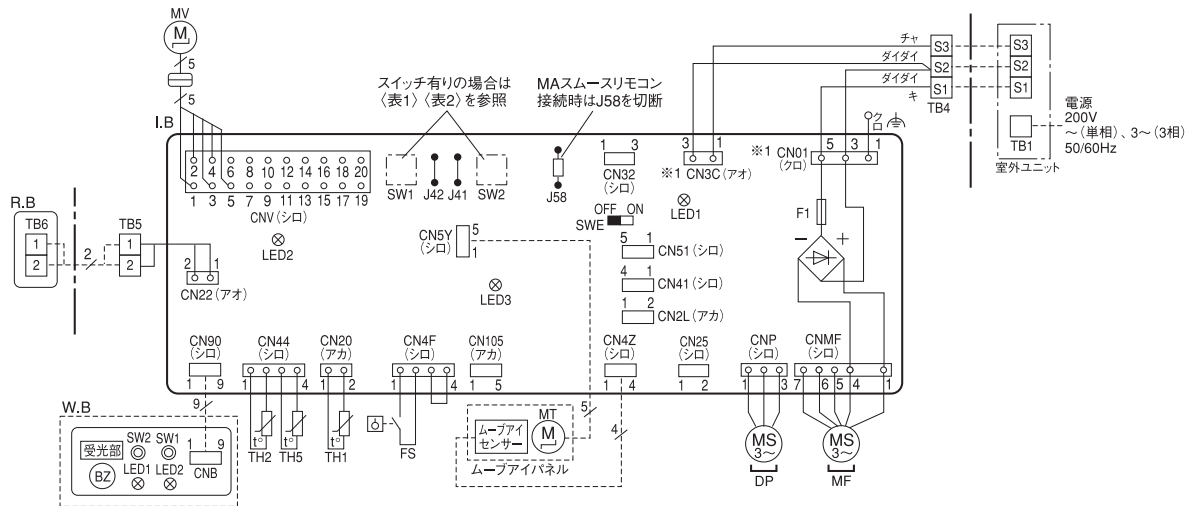 MV
M
5
5
I.B
スイッチ有りの場合は
〈表1〉〈表2〉を参照
MAスムースリモコン
接続時はJ58を切断
チャ
ダイダイ
ダイダイ
キ
S3
S2
S1
TB4
S3
S2
S1
TB1
室外ユニット
電源
200V
~(単相)、3~(3相)
50/60Hz
クロ
2 4 6 8 10 12 14 16 18 20
1 3 5 7 9 11 13 15 17 19
CNV(シロ)
LED2
SW1
J42
J41
SW2
J58
1 3
CN32
(シロ)
3 1
※1 CN3C(アオ)
LED1
※1 CN01
(クロ)
5 3 1
OFF ON
SWE
F1
− +
R.B
TB6
1
2
2
TB5
1
2
2 1
CN22(アオ)
CN5Y
(シロ)
5
1
LED3
5 1
CN51(シロ)
4 1
CN41(シロ)
1 2
CN2L(アカ)
CN90
(シロ)
1 9
CN44
(シロ)
1 4
CN20
(アカ)
1 2
CN4F
(シロ)
1 4
CN105
(アカ)
1 5
CN4Z
(シロ)
1 4
CN25
(シロ)
1 2
CNP
(シロ)
1 3
CNMF
(シロ)
7 6 5 4 1
9
t°
TH2
t°
TH5
t°
TH1
FS
ムーブアイ
センサー
MT
M
5
4
ムーブアイパネル
MS
3~
DP
MS
3~
MF
W.B
受光部
SW2 SW1
LED1 LED2
BZ
1 9
CNB